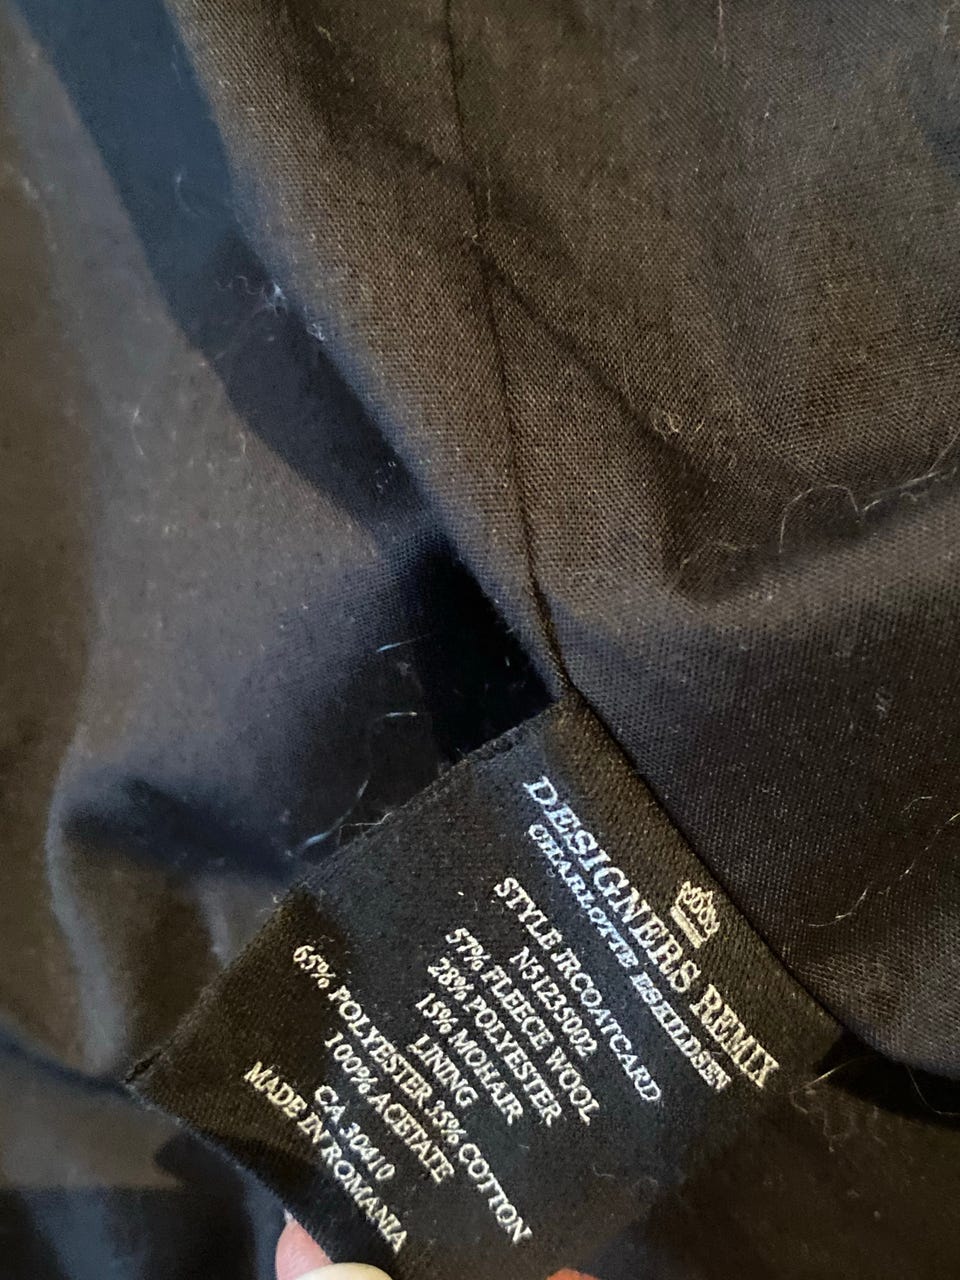 DESIGNERS REMIX
CHARLOTTE ESKILDSEN
STYLE JRCOATCARD
N51235002
57% FLEECE WOOL
28% POLYESTER
15% MOHAIR
LINING
65% POLYESTER 35% COTTON
100% ACETATE
CA 30410
MADE IN ROMANIA